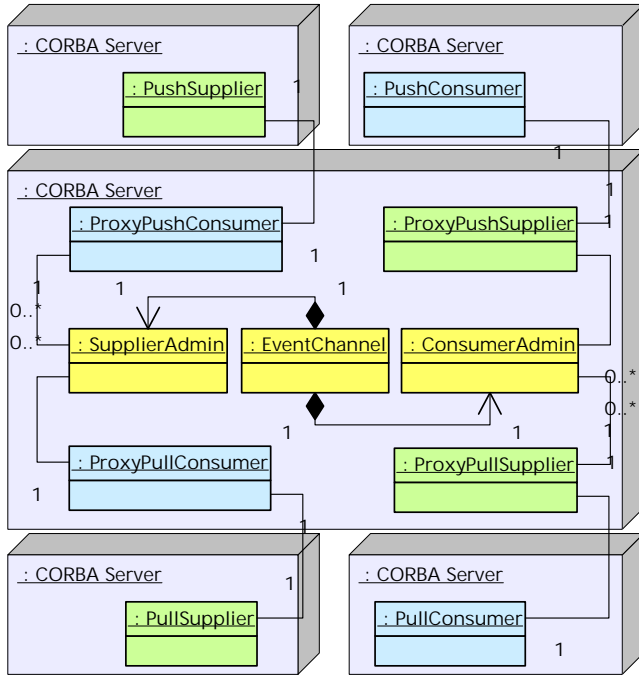 : CORBA Server
: CORBA Server
: PushSupplier
1
: PushConsumer
1
: CORBA Server
1
: ProxyPushConsumer
: ProxyPushSupplier
1
1
1
1
1
0..*
0..*
: SupplierAdmin
: EventChannel
: ConsumerAdmin
0..*
0..*
1
1
1
: ProxyPullConsumer
: ProxyPullSupplier
1
1
1
: CORBA Server
: CORBA Server
1
: PullSupplier
: PullConsumer
1